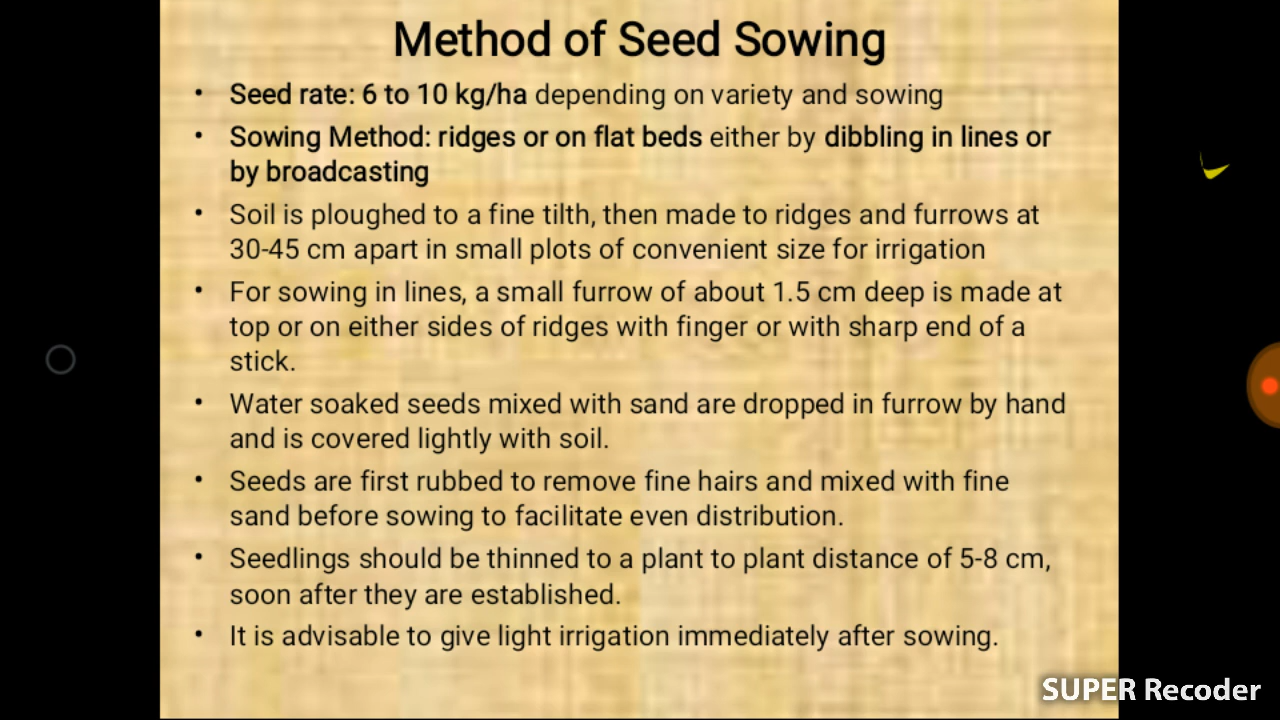 Method of Seed Sowing
• Seed rate: 6 to 10 kg/ha depending on variety and sowing
• Sowing Method: ridges or on flat beds either by dibbling in lines or
by broadcasting
• Soil is ploughed to a fine tilth, then made to ridges and furrows at
30-45 cm apart in small plots of convenient size for irrigation
• For sowing in lines, a small furrow of about 1.5 cm deep is made at
top or on either sides of ridges with finger or with sharp end of a
stick.
• Water soaked seeds mixed with sand are dropped in furrow by hand
and is covered lightly with soil.
• Seeds are first rubbed to remove fine hairs and mixed with fine
sand before sowing to facilitate even distribution.
• Seedlings should be thinned to a plant to plant distance of 5-8 cm,
soon after they are established.
• It is advisable to give light irrigation immediately after sowing.
SUPER Recoder